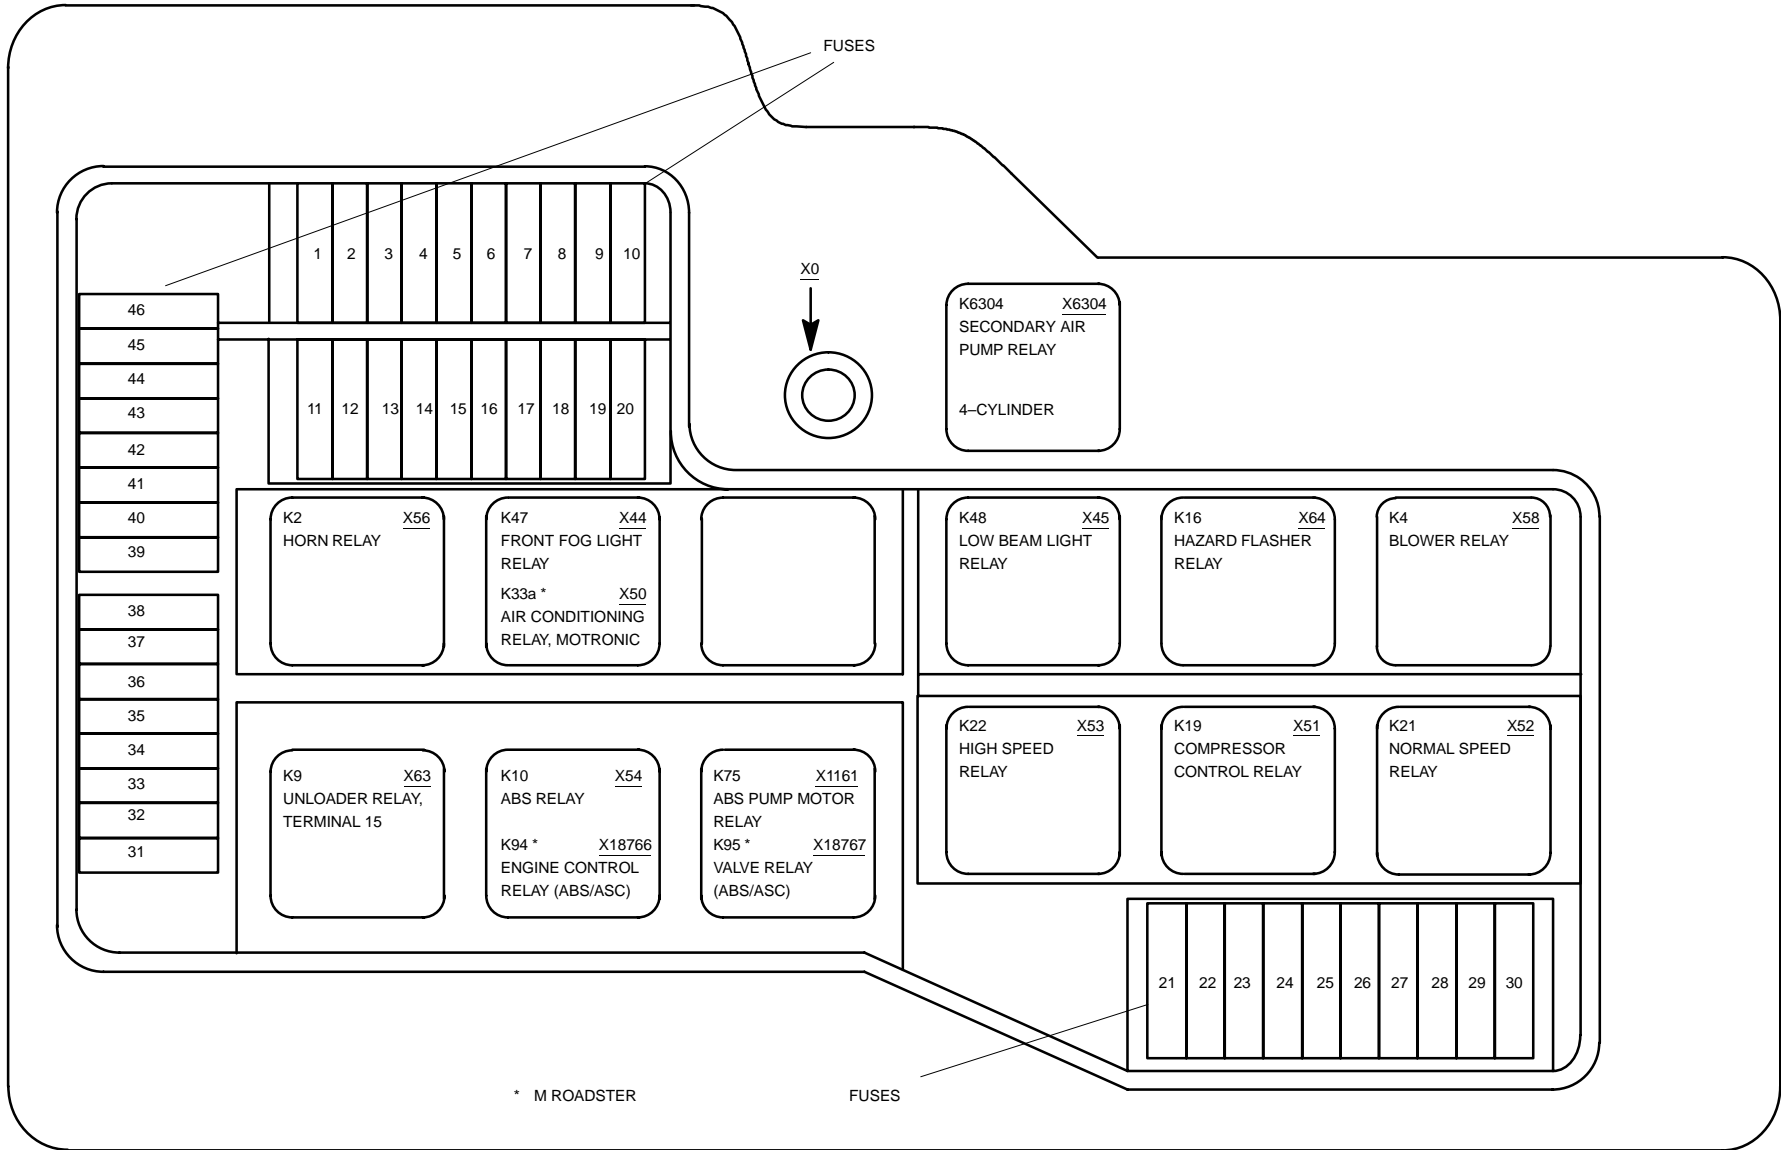 FUSES
1 2 3 4 5 6 7 8 9 10
X0
K6304 X6304
SECONDARY AIR
PUMP RELAY
4–CYLINDER
46
45
44
43
42
41
40
39
11 12 13 14 15 16 17 18 19 20
K2 X56
HORN RELAY
K47 X44
FRONT FOG LIGHT
RELAY
K33a * X50
AIR CONDITIONING
RELAY, MOTRONIC
K48 X45
LOW BEAM LIGHT
RELAY
K16 X64
HAZARD FLASHER
RELAY
K4 X58
BLOWER RELAY
38
37
36
35
34
33
32
31
K9 X63
UNLOADER RELAY,
TERMINAL 15
K10 X54
ABS RELAY
K94 * X18766
ENGINE CONTROL
RELAY (ABS/ASC)
K75 X1161
ABS PUMP MOTOR
RELAY
K95 * X18767
VALVE RELAY
(ABS/ASC)
K22 X53
HIGH SPEED
RELAY
K19 X51
COMPRESSOR
CONTROL RELAY
K21 X52
NORMAL SPEED
RELAY
21 22 23 24 25 26 27 28 29 30
* M ROADSTER
FUSES